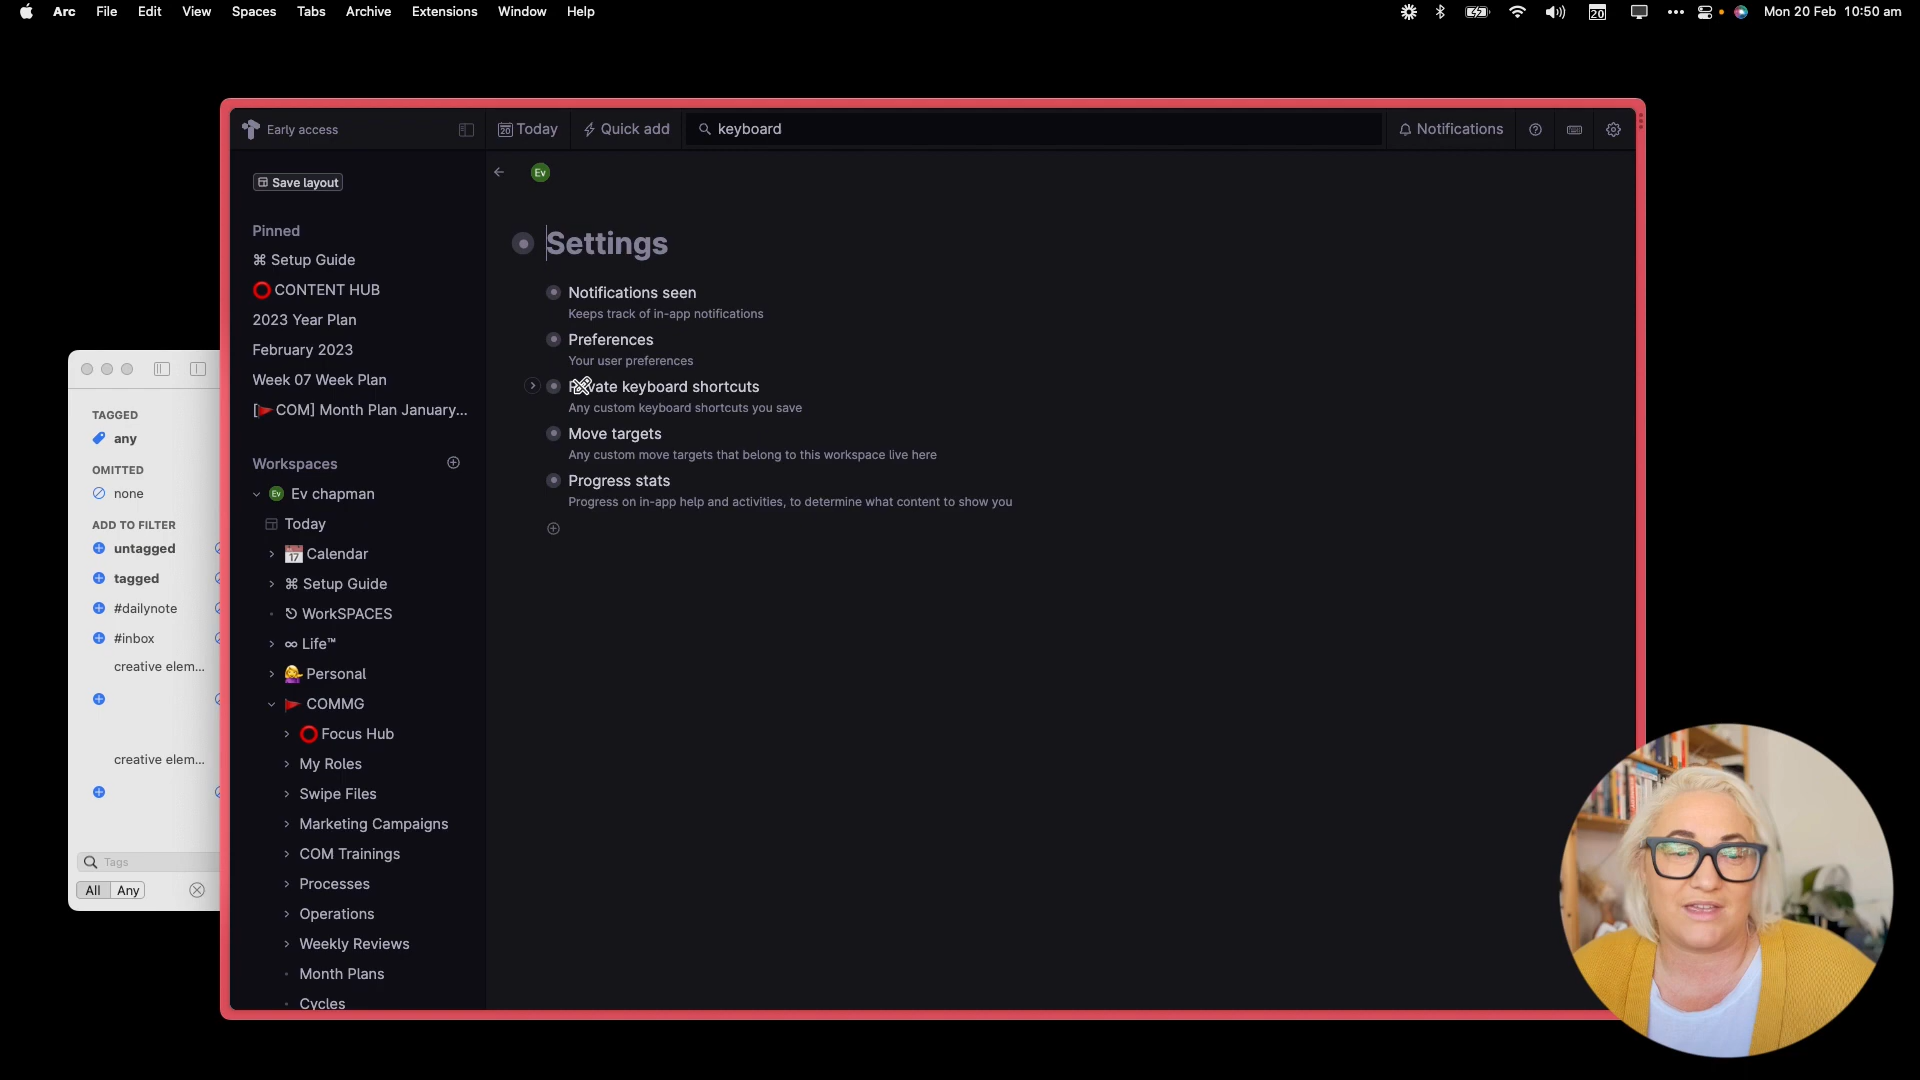 Arc File Edit View Spaces Tabs Archive Extensions Window Help
20
Mon 20 Feb 10:50 am
Early access
20 Today
Quick add
keyboard
Notifications
Save layout
Ev
Settings
Pinned
⌘ Setup Guide
⭕ CONTENT HUB
2023 Year Plan
February 2023
Week 07 Week Plan
[🚩COM] Month Plan January...
Notifications seen
Keeps track of in-app notifications
Preferences
Your user preferences
Private keyboard shortcuts
Any custom keyboard shortcuts you save
Move targets
Any custom move targets that belong to this workspace live here
Progress stats
Progress on in-app help and activities, to determine what content to show you
Workspaces
Ev Ev chapman
Today
📅 Calendar
⌘ Setup Guide
⎋ WorkSPACES
∞ Life™
Personal
🚩 COMMG
⭕ Focus Hub
My Roles
Swipe Files
Marketing Campaigns
COM Trainings
Processes
Operations
Weekly Reviews
Month Plans
Cycles
TAGGED
any
OMITTED
none
ADD TO FILTER
untagged
tagged
#dailynote
#inbox
creative elem...
creative elem...
Tags
All Any